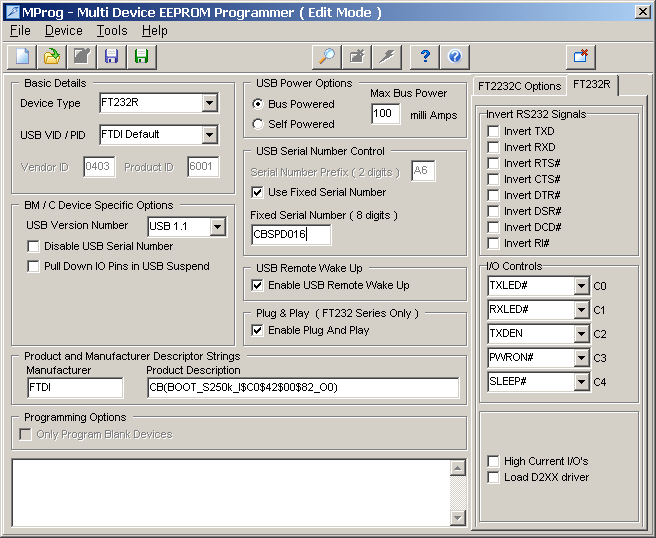 MProg - Multi Device EEPROM Programmer ( Edit Mode )
File Device Tools Help
Basic Details
Device Type FT232R
USB VID / PID FTDI Default
Vendor ID 0403 Product ID 6001
BM / C Device Specific Options
USB Version Number USB 1.1
Disable USB Serial Number
Pull Down IO Pins in USB Suspend
USB Power Options
Max Bus Power
Bus Powered
100 milli Amps
Self Powered
USB Serial Number Control
Serial Number Prefix ( 2 digits ) A6
Use Fixed Serial Number
Fixed Serial Number ( 8 digits )
CBSPD016
USB Remote Wake Up
Enable USB Remote Wake Up
Plug & Play ( FT232 Series Only )
Enable Plug And Play
Product and Manufacturer Descriptor Strings
Manufacturer Product Description
FTDI CB(BOOT_S250k_I$C0$42$00$82_O0)
Programming Options
Only Program Blank Devices
FT2232C Options FT232R
Invert RS232 Signals
Invert TXD
Invert RXD
Invert RTS#
Invert CTS#
Invert DTR#
Invert DSR#
Invert DCD#
Invert RI#
I/O Controls
TXLED# C0
RXLED# C1
TXDEN C2
PWRON# C3
SLEEP# C4
High Current I/O's
Load D2XX driver